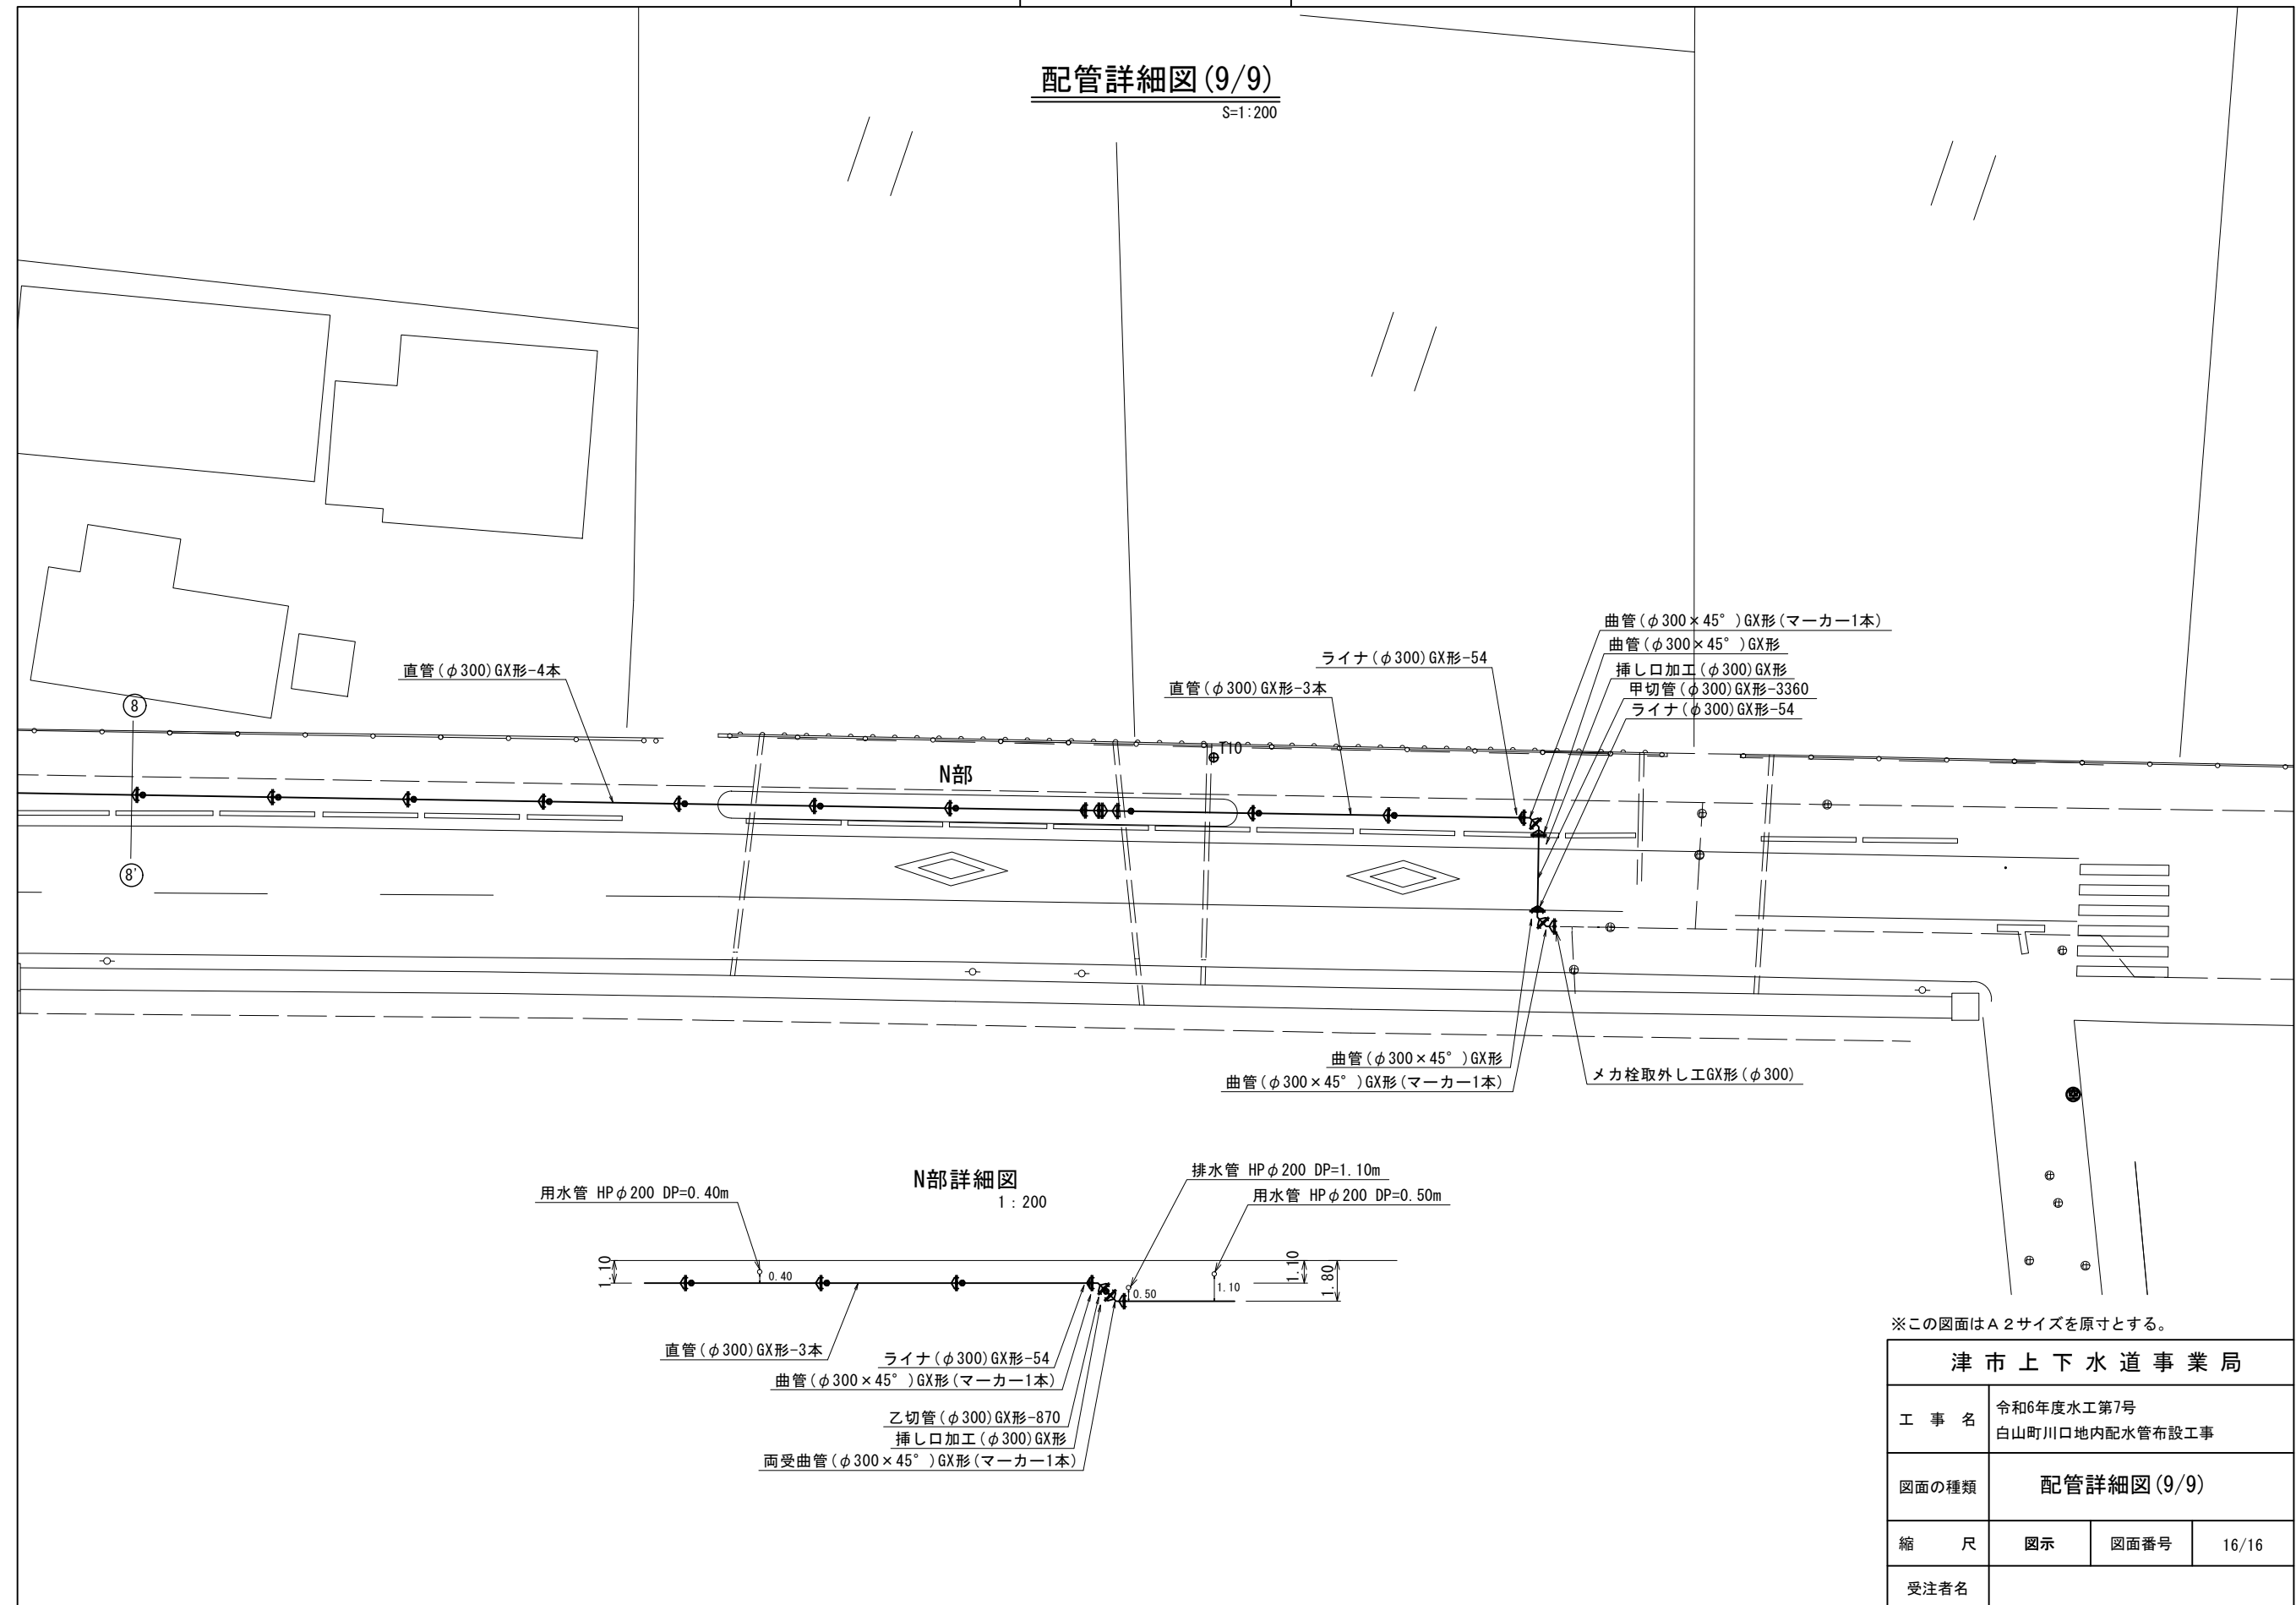 配管詳細図(9/9)
S=1:200
曲管(φ300×45°)GX形(マーカー1本)
曲管(φ300×45°)GX形
挿し口加工(φ300)GX形
甲切管(φ300)GX形-3360
ライナ(φ300)GX形-54
ライナ(φ300)GX形-54
直管(φ300)GX形-3本
直管(φ300)GX形-4本
8
8'
N部
T10
曲管(φ300×45°)GX形
曲管(φ300×45°)GX形(マーカー1本)
メカ栓取外し工GX形(φ300)
N部詳細図
1:200
用水管 HPφ200 DP=0.40m
排水管 HPφ200 DP=1.10m
用水管 HPφ200 DP=0.50m
1.10
0.40
0.50
1.10
1.10
1.80
直管(φ300)GX形-3本
ライナ(φ300)GX形-54
曲管(φ300×45°)GX形(マーカー1本)
乙切管(φ300)GX形-870
挿し口加工(φ300)GX形
両受曲管(φ300×45°)GX形(マーカー1本)
※この図面はA2サイズを原寸とする。
津市上下水道事業局
工事名
令和6年度水工第7号
白山町川口地内配水管布設工事
図面の種類
配管詳細図(9/9)
縮尺
図示
図面番号
16/16
受注者名